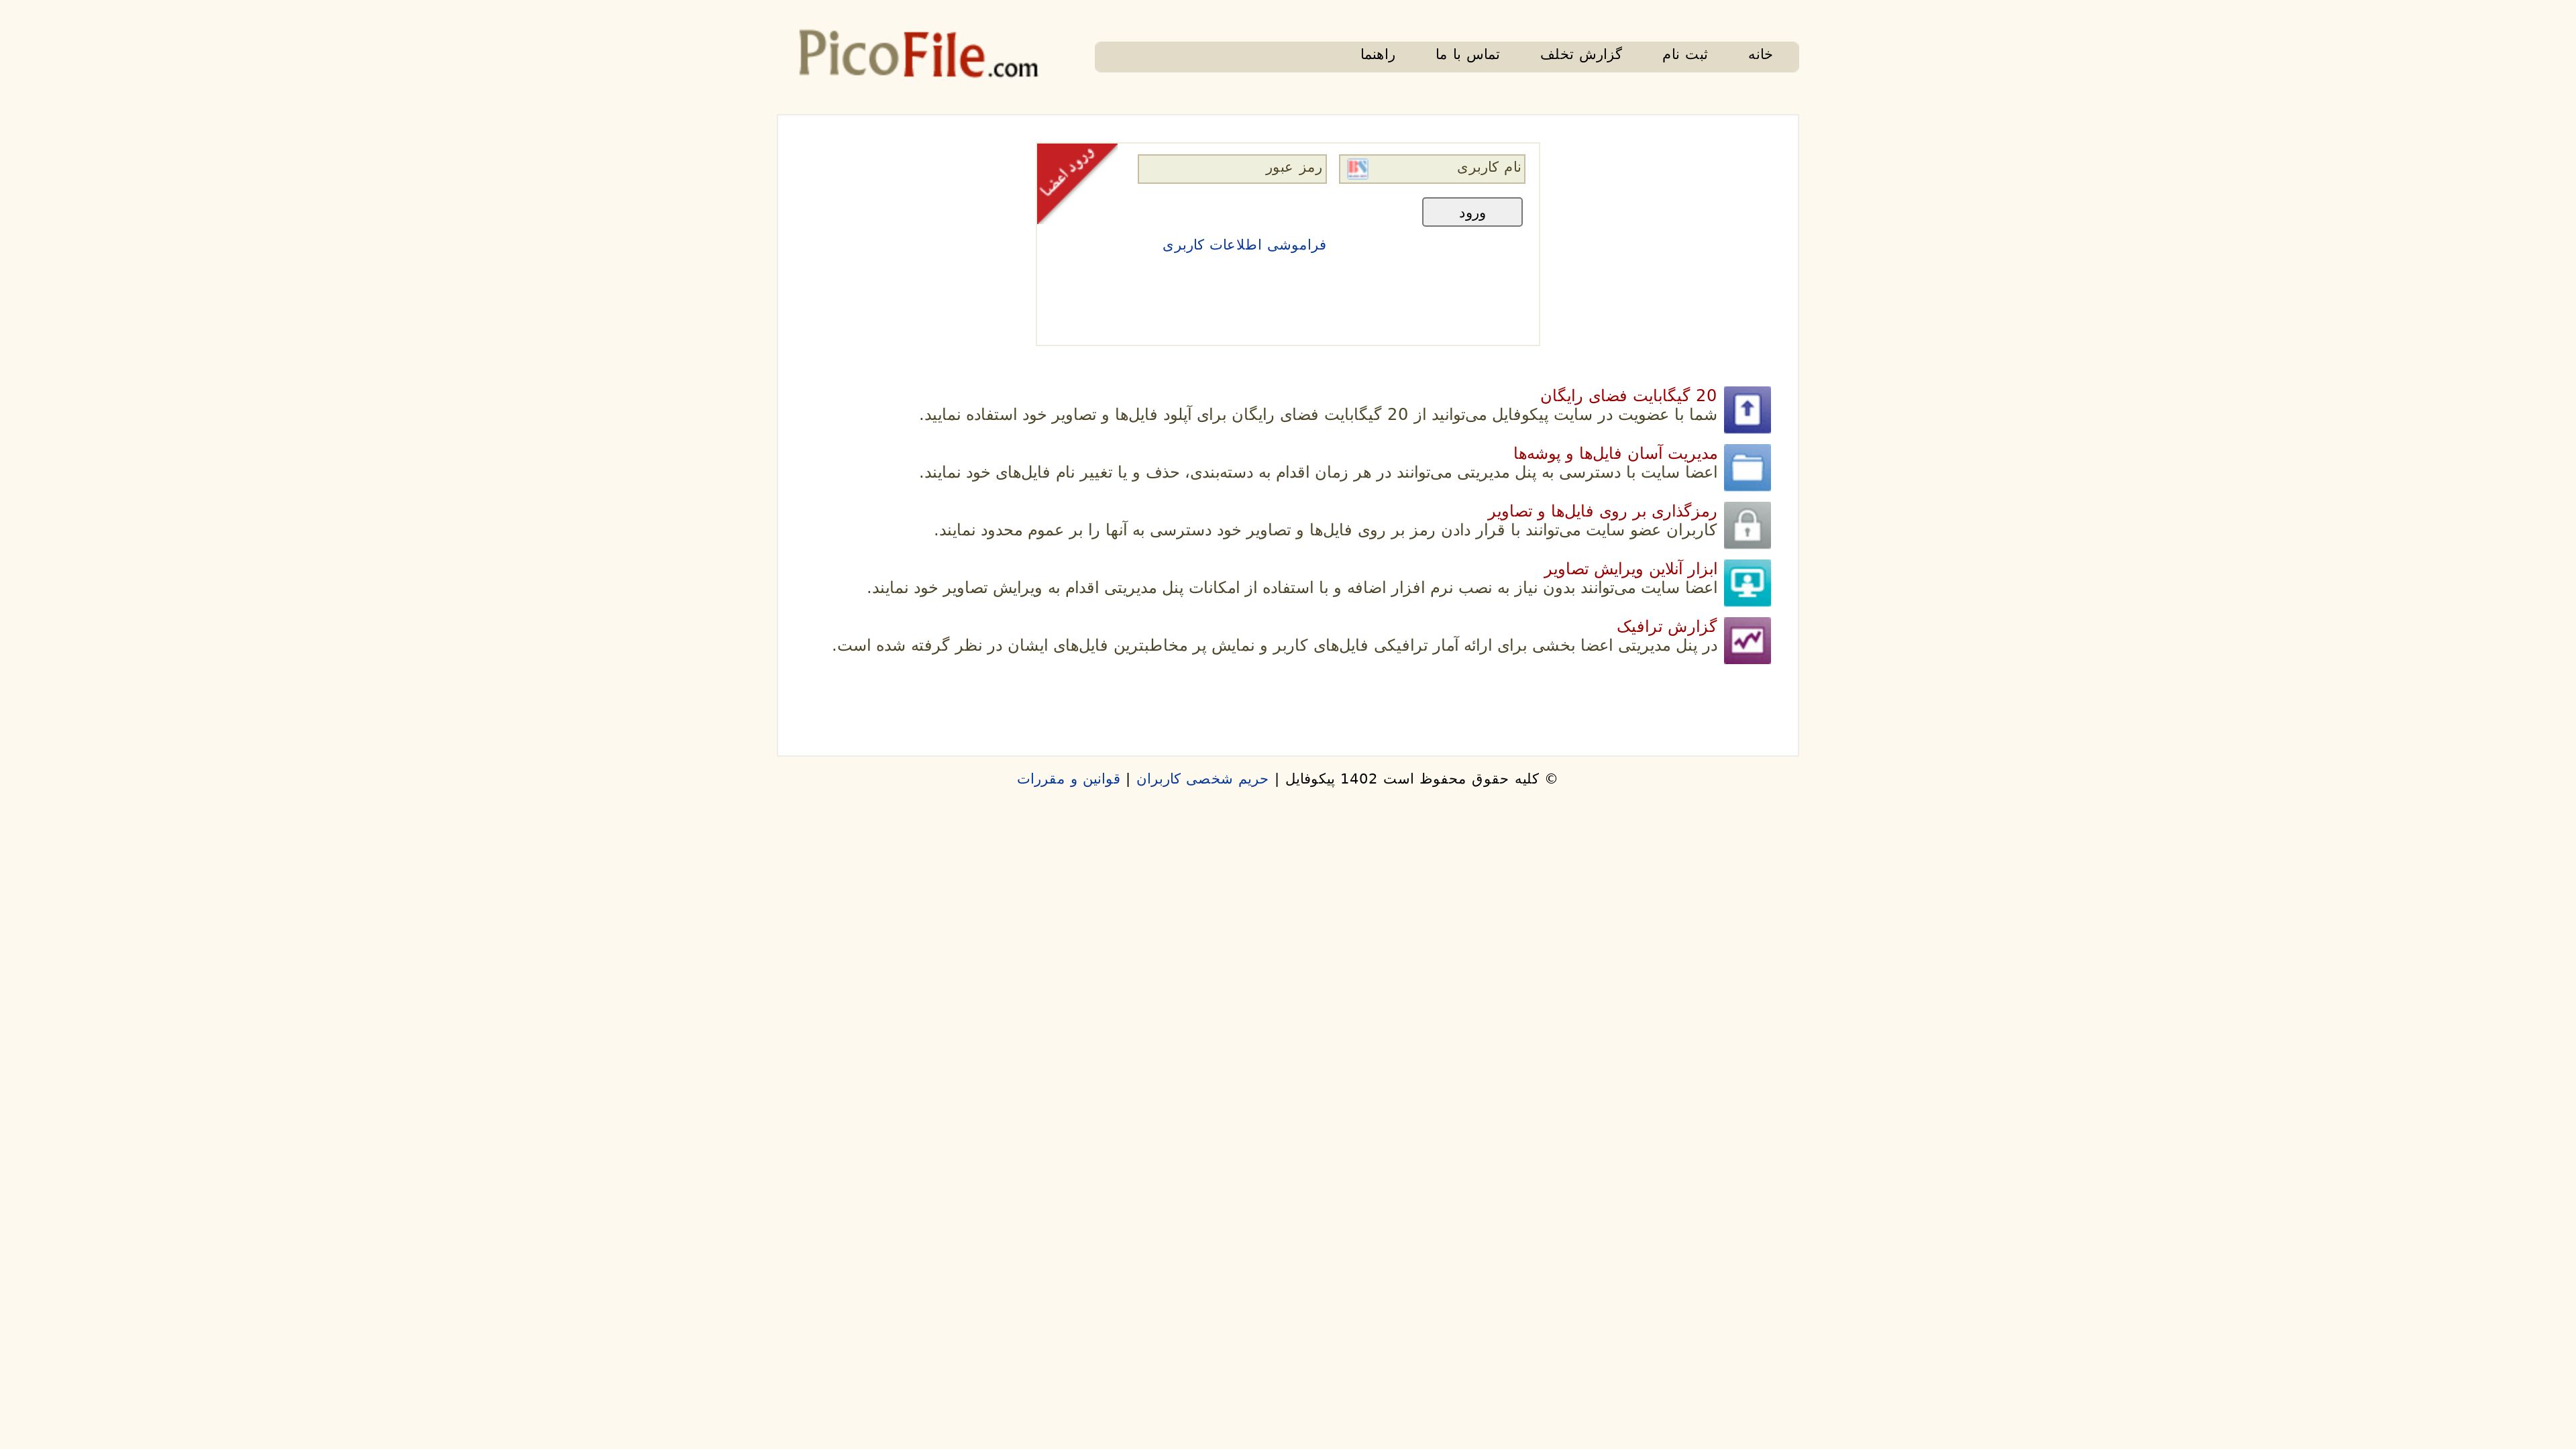 PicoFile.com
خانه
ثبت نام
گزارش تخلف
تماس با ما
راهنما
ورود اعضا
نام کاربری
رمز عبور
ورود
فراموشی اطلاعات کاربری
20 گیگابایت فضای رایگان
شما با عضویت در سایت پیکوفایل می‌توانید از 20 گیگابایت فضای رایگان برای آپلود فایل‌ها و تصاویر خود استفاده نمایید.
مدیریت آسان فایل‌ها و پوشه‌ها
اعضا سایت با دسترسی به پنل مدیریتی می‌توانند در هر زمان اقدام به دسته‌بندی، حذف و یا تغییر نام فایل‌های خود نمایند.
رمزگذاری بر روی فایل‌ها و تصاویر
کاربران عضو سایت می‌توانند با قرار دادن رمز بر روی فایل‌ها و تصاویر خود دسترسی به آنها را بر عموم محدود نمایند.
ابزار آنلاین ویرایش تصاویر
اعضا سایت می‌توانند بدون نیاز به نصب نرم افزار اضافه و با استفاده از امکانات پنل مدیریتی اقدام به ویرایش تصاویر خود نمایند.
گزارش ترافیک
در پنل مدیریتی اعضا بخشی برای ارائه آمار ترافیکی فایل‌های کاربر و نمایش پر مخاطبترین فایل‌های ایشان در نظر گرفته شده است.
© کلیه حقوق محفوظ است 1402 پیکوفایل | حریم شخصی کاربران | قوانین و مقررات